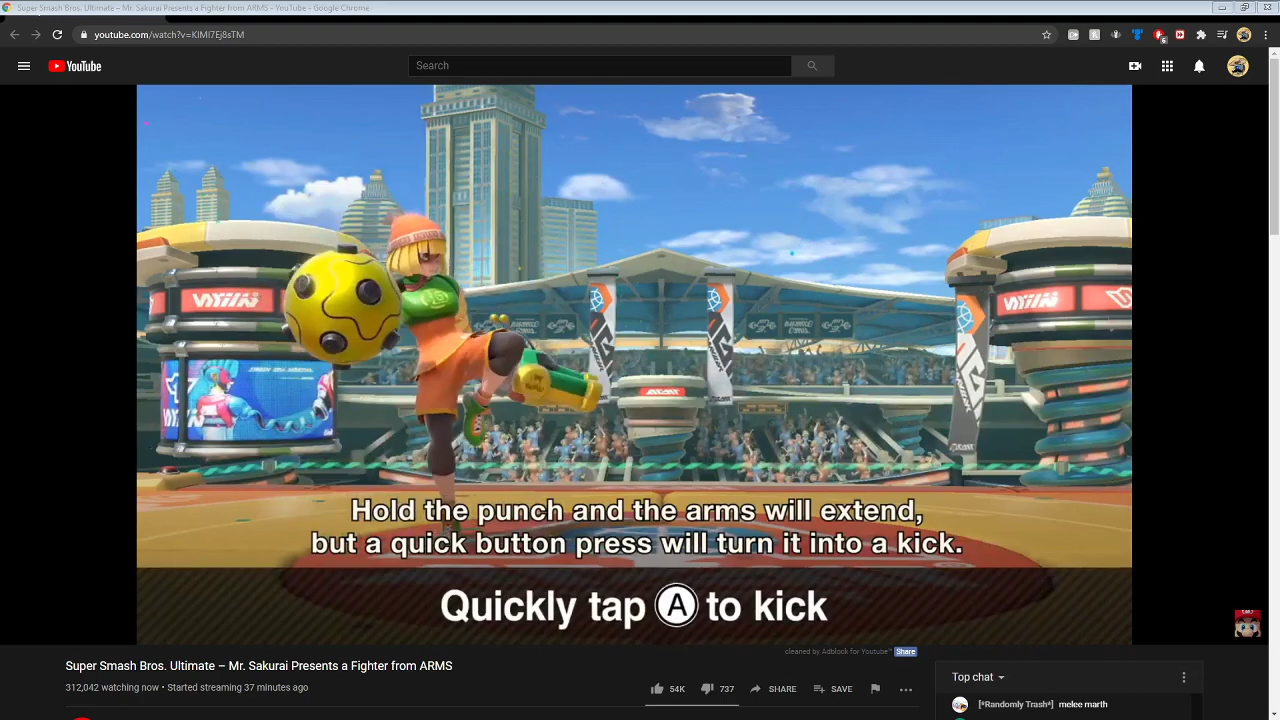 Super Smash Bros. Ultimate – Mr. Sakurai Presents a Fighter from ARMS - YouTube - Google Chrome
youtube.com/watch?v=KIMI7Ej8sTM
6
YouTube
Search
Hold the punch and the arms will extend,
but a quick button press will turn it into a kick.
Quickly tap A to kick
cleaned by Adblock for Youtube™ Share
Super Smash Bros. Ultimate – Mr. Sakurai Presents a Fighter from ARMS
312,042 watching now • Started streaming 37 minutes ago
54K 737 SHARE SAVE
Top chat
[*Randomly Trash*] melee marth